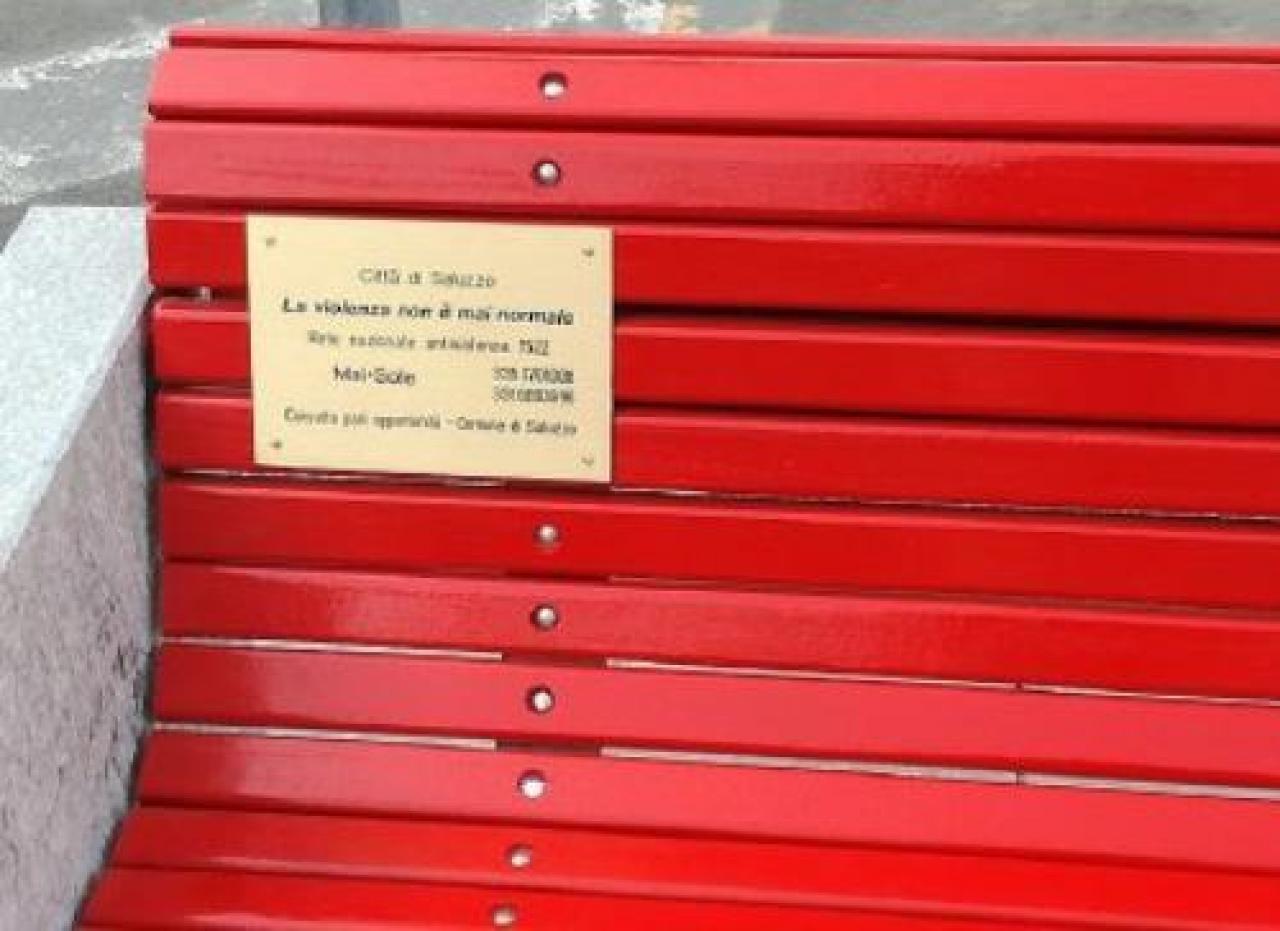 Città di Saluzzo
La violenza non è mai normale
Rete nazionale antiviolenza 1522
Mai+Sole
Consulta pari opportunità - Comune di Saluzzo